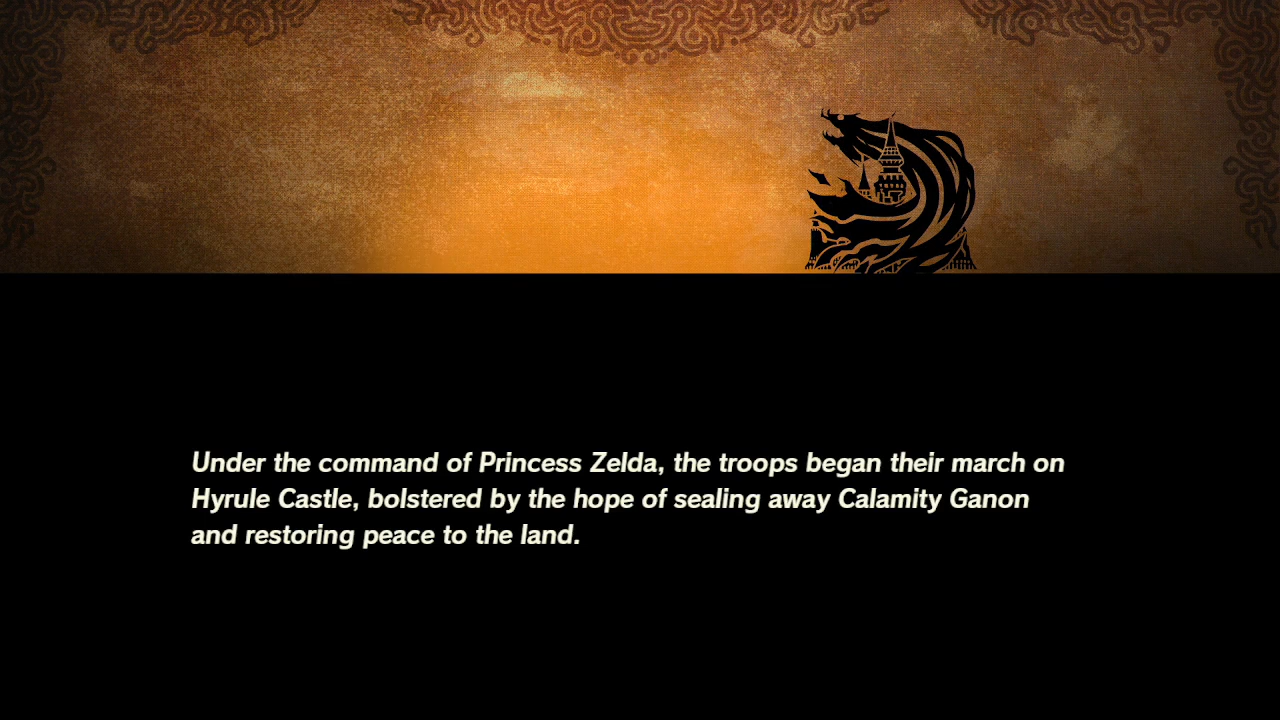 Under the command of Princess Zelda, the troops began their march on
Hyrule Castle, bolstered by the hope of sealing away Calamity Ganon
and restoring peace to the land.